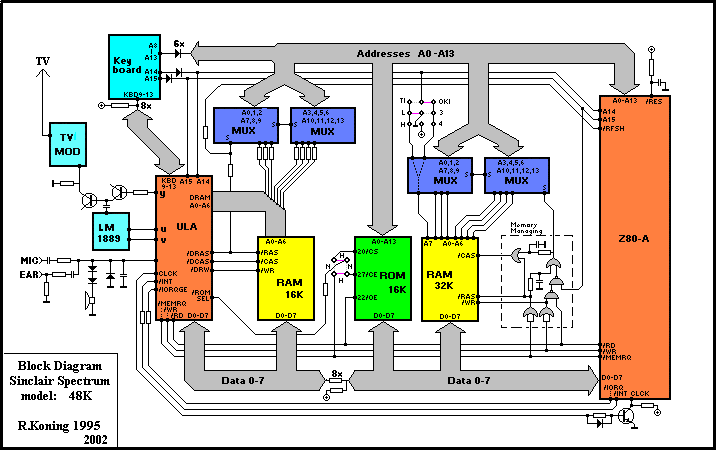 TV
A8
A13
6x
Key
board
A14
A15
KBD9-13
8x
Addresses A0-A13
/RES
A0-A13
A14
A15
/RFSH
A0,1,2
A7,8,9
S
MUX
A3,4,5,6
A10,11,12,13
S
MUX
TI
OKI
L
3
H
4
A0,1,2
A7,8,9
S
MUX
A3,4,5,6
A10,11,12,13
S
MUX
TV
MOD
KBD
9-13
A15 A14
DRAM
A0-A6
y
ULA
LM
1889
u
v
MIC
EAR
/DRAS
/DCAS
/DRW
CLCK
/INT
/IORQGE
/ROM
SEL
/MEMRQ
/WR
/RD
D0-D7
A0-A6
/RAS
/CAS
/WR
RAM
16K
D0-D7
N
H
N
H
A0-A13
20/CS
27/CE
ROM
16K
22/OE
D0-D7
A7 A0-A6
/CAS
RAM
32K
/RAS
/WR
D0-D7
Memory
Managing
Z80-A
/RD
/WR
/MEMRQ
D0-D7
/IORQ
/INT CLCK
Data 0-7
8x
Data 0-7
Block Diagram
Sinclair Spectrum
model: 48K
R.Koning 1995
2002